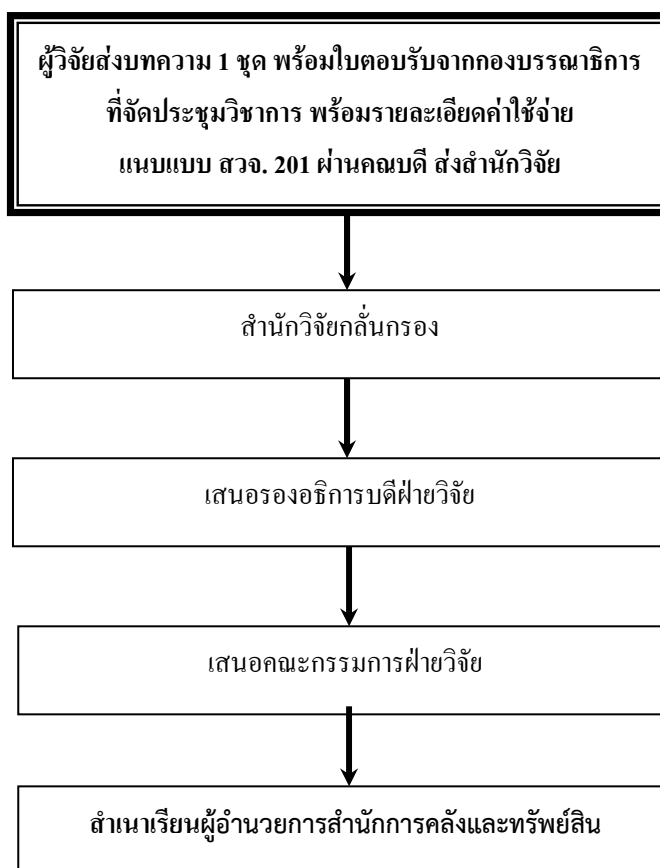 ผู้วิจัยส่งบทความ 1 ชุด พร้อมใบตอบรับจากกองบรรณาธิการ
ที่จัดประชุมวิชาการ พร้อมรายละเอียดค่าใช้จ่าย
แนบแบบ สวจ. 201 ผ่านคณบดี ส่งสำนักวิจัย
สำนักวิจัยกลั่นกรอง
เสนอรองอธิการบดีฝ่ายวิจัย
เสนอคณะกรรมการฝ่ายวิจัย
สำเนาเรียนผู้อำนวยการสำนักการคลังและทรัพย์สิน